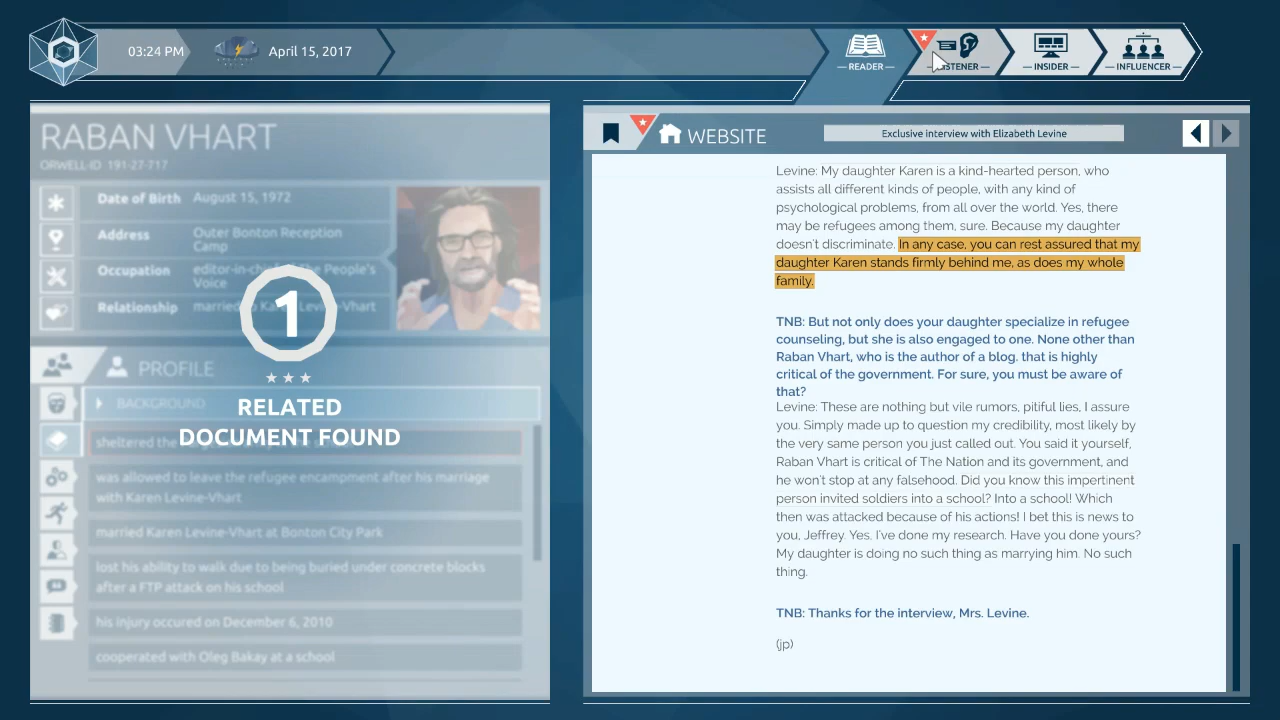 03:24 PM
April 15, 2017
— READER —
— LISTENER —
— INSIDER —
— INFLUENCER —
RABAN VHART
ORWELL-ID 191-27-717
Date of Birth August 15, 1972
Address Outer Bonton Reception
Camp
Occupation editor-in-chief The People's
Voice
Relationship married to Karen Levine-Vhart
PROFILE
BACKGROUND
sheltered the
was allowed to leave the refugee encampment after his marriage
with Karen Levine-Vhart
married Karen Levine-Vhart at Bonton City Park
lost his ability to walk due to being buried under concrete blocks
after a FTP attack on his school
his injury occured on December 6, 2010
cooperated with Oleg Bakay at a school
1
RELATED
DOCUMENT FOUND
WEBSITE
Exclusive interview with Elizabeth Levine
Levine: My daughter Karen is a kind-hearted person, who
assists all different kinds of people, with any kind of
psychological problems, from all over the world. Yes, there
may be refugees among them, sure. Because my daughter
doesn't discriminate. In any case, you can rest assured that my
daughter Karen stands firmly behind me, as does my whole
family.
TNB: But not only does your daughter specialize in refugee
counseling, but she is also engaged to one. None other than
Raban Vhart, who is the author of a blog. that is highly
critical of the government. For sure, you must be aware of
that?
Levine: These are nothing but vile rumors, pitiful lies, I assure
you. Simply made up to question my credibility, most likely by
the very same person you just called out. You said it yourself,
Raban Vhart is critical of The Nation and its government, and
he won't stop at any falsehood. Did you know this impertinent
person invited soldiers into a school? Into a school! Which
then was attacked because of his actions! I bet this is news to
you, Jeffrey. Yes, I've done my research. Have you done yours?
My daughter is doing no such thing as marrying him. No such
thing.
TNB: Thanks for the interview, Mrs. Levine.
(jp)